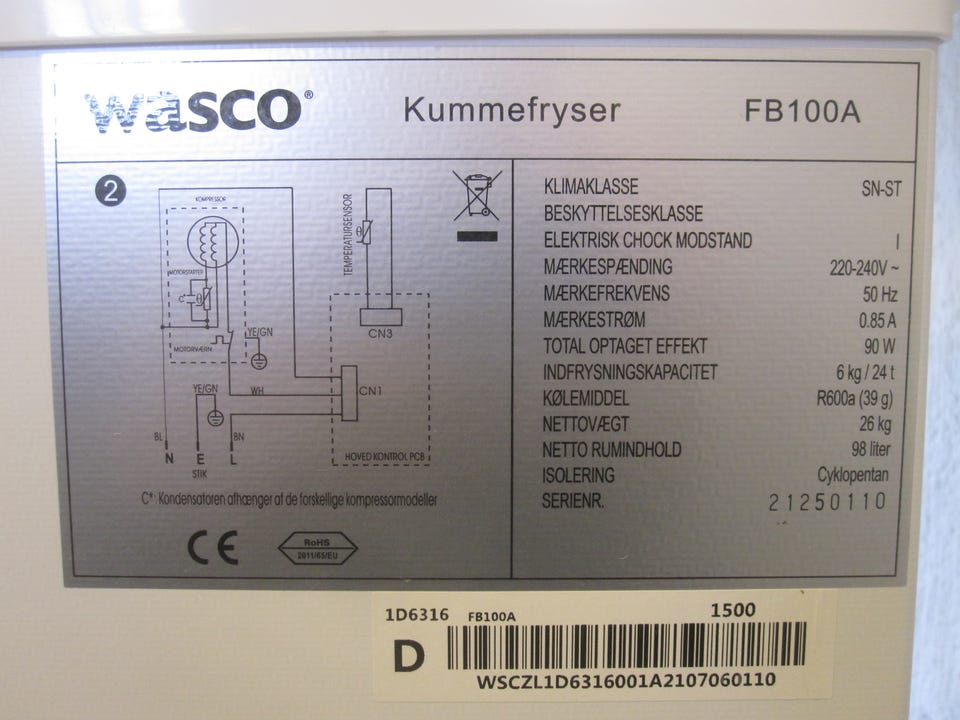 wasco®
Kummefryser
FB100A
2
KOMPRESSOR
MOTORSTARTER
C*
θ
MOTORVÆRN
YE/GN
YE/GN
WH
BL
BN
N E L
STIK
TEMPERATURSENSOR
θ
CN3
CN1
HOVED KONTROL PCB
C*: Kondensatoren afhænger af de forskellige kompressormodeller
CE
RoHS
2011/65/EU
KLIMAKLASSE SN-ST
BESKYTTELSESKLASSE
ELEKTRISK CHOCK MODSTAND I
MÆRKESPÆNDING 220-240V ~
MÆRKEFREKVENS 50 Hz
MÆRKESTRØM 0.85 A
TOTAL OPTAGET EFFEKT 90 W
INDFRYSNINGSKAPACITET 6 kg / 24 t
KØLEMIDDEL R600a (39 g)
NETTOVÆGT 26 kg
NETTO RUMINDHOLD 98 liter
ISOLERING Cyklopentan
SERIENR. 21250110
1D6316 FB100A 1500
D
WSCZL1D6316001A2107060110